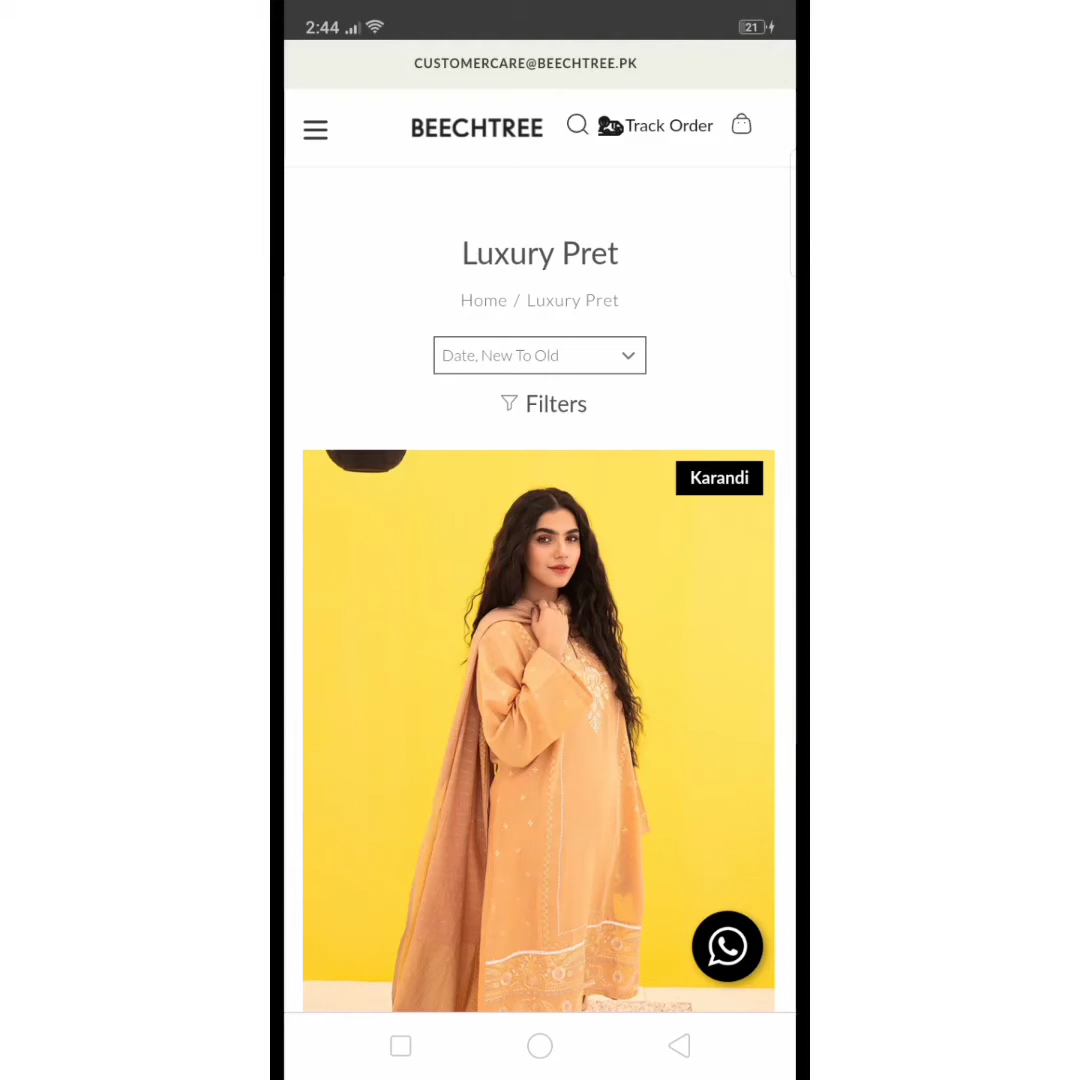 2:44
21
CUSTOMERCARE@BEECHTREE.PK
BEECHTREE Track Order
Luxury Pret
Home / Luxury Pret
Date, New To Old
Filters
Karandi